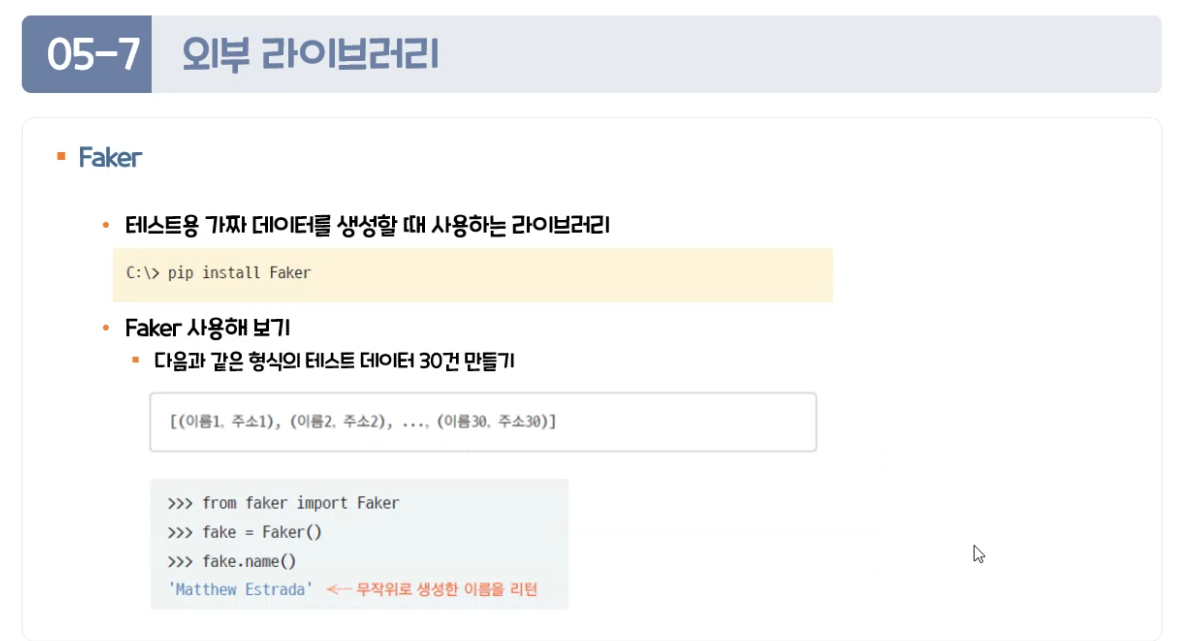 05-7 외부 라이브러리
Faker
테스트용 가짜 데이터를 생성할 때 사용하는 라이브러리
C:\> pip install Faker
Faker 사용해 보기
다음과 같은 형식의 테스트 데이터 30건 만들기
[(이름1, 주소1), (이름2, 주소2), ..., (이름30, 주소30)]
>>> from faker import Faker
>>> fake = Faker()
>>> fake.name()
'Matthew Estrada' <-- 무작위로 생성한 이름을 리턴